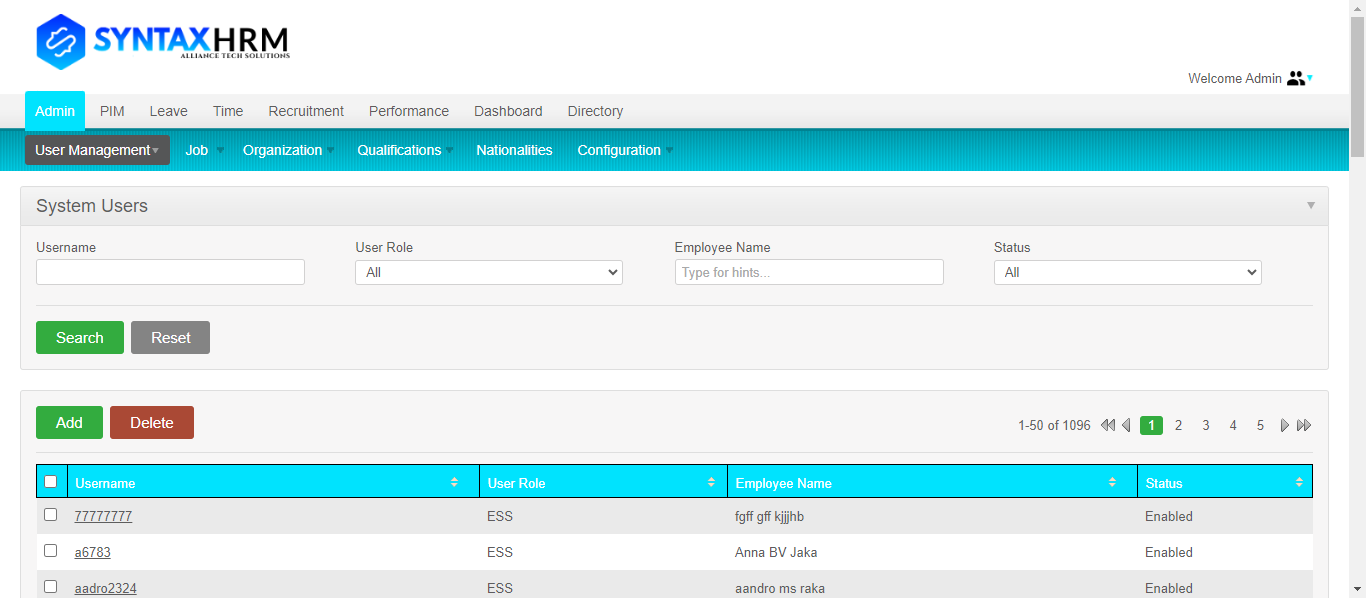 SYNTAXHRM
ALLIANCE TECH SOLUTIONS
Welcome Admin
Admin PIM Leave Time Recruitment Performance Dashboard Directory
User Management Job Organization Qualifications Nationalities Configuration
System Users
Username User Role Employee Name Status
All Type for hints... All
Search Reset
Add Delete
1-50 of 1096 1 2 3 4 5
Username User Role Employee Name Status
77777777 ESS fgff gff kjjjhb Enabled
a6783 ESS Anna BV Jaka Enabled
aadro2324 ESS aandro ms raka Enabled